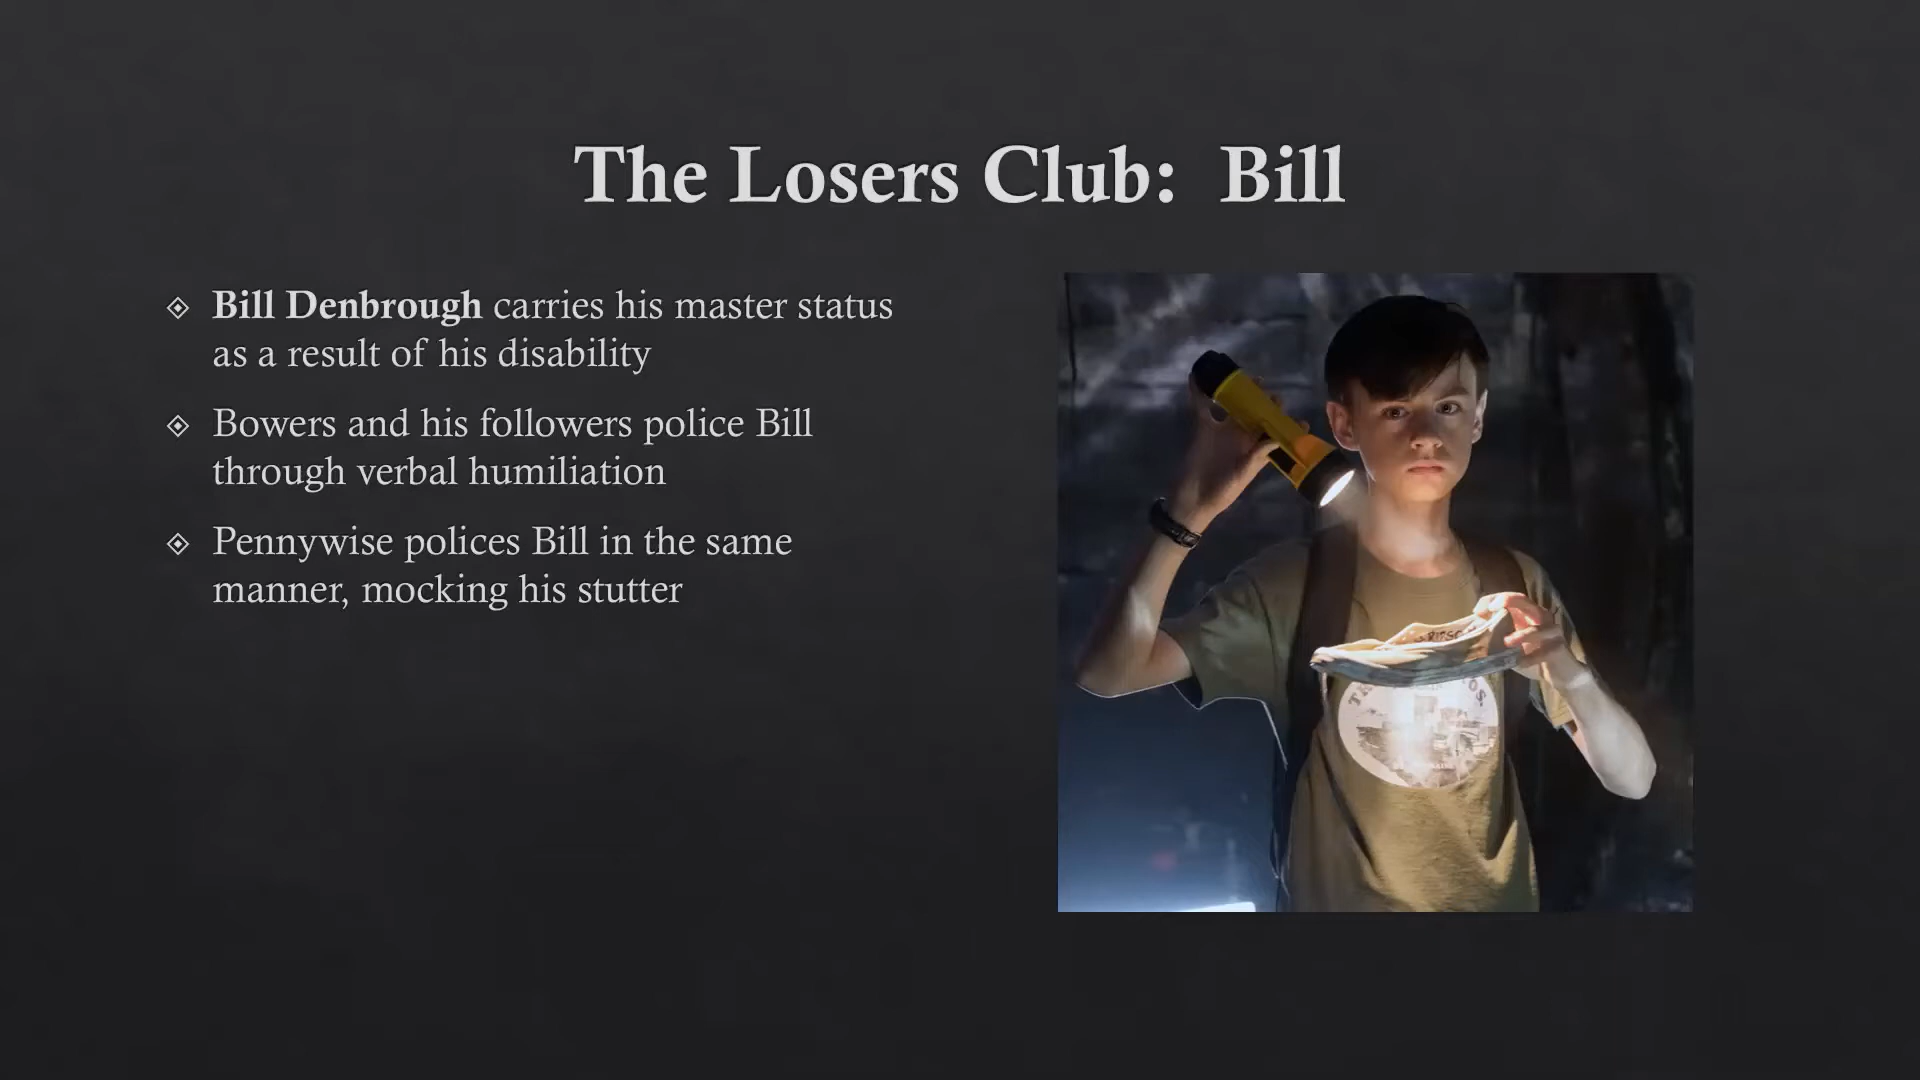 The Losers Club: Bill
Bill Denbrough carries his master status
as a result of his disability
Bowers and his followers police Bill
through verbal humiliation
Pennywise polices Bill in the same
manner, mocking his stutter